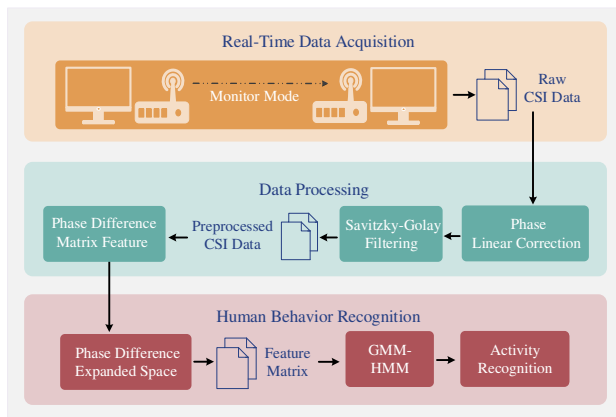 Real-Time Data Acquisition
Monitor Mode
Raw
CSI Data
Data Processing
Phase Difference
Matrix Feature
Preprocessed
CSI Data
Savitzky-Golay
Filtering
Phase
Linear Correction
Human Behavior Recognition
Phase Difference
Expanded Space
Feature
Matrix
GMM-
HMM
Activity
Recognition